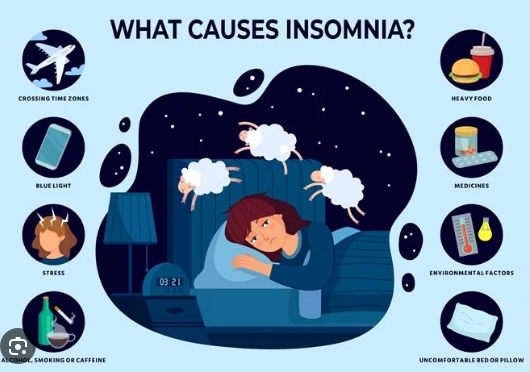 WHAT CAUSES INSOMNIA?
CROSSING TIME ZONES
HEAVY FOOD
BLUE LIGHT
MEDICINES
STRESS
ENVIRONMENTAL FACTORS
03:21
ALCOHOL, SMOKING OR CAFFEINE
UNCOMFORTABLE BED OR PILLOW